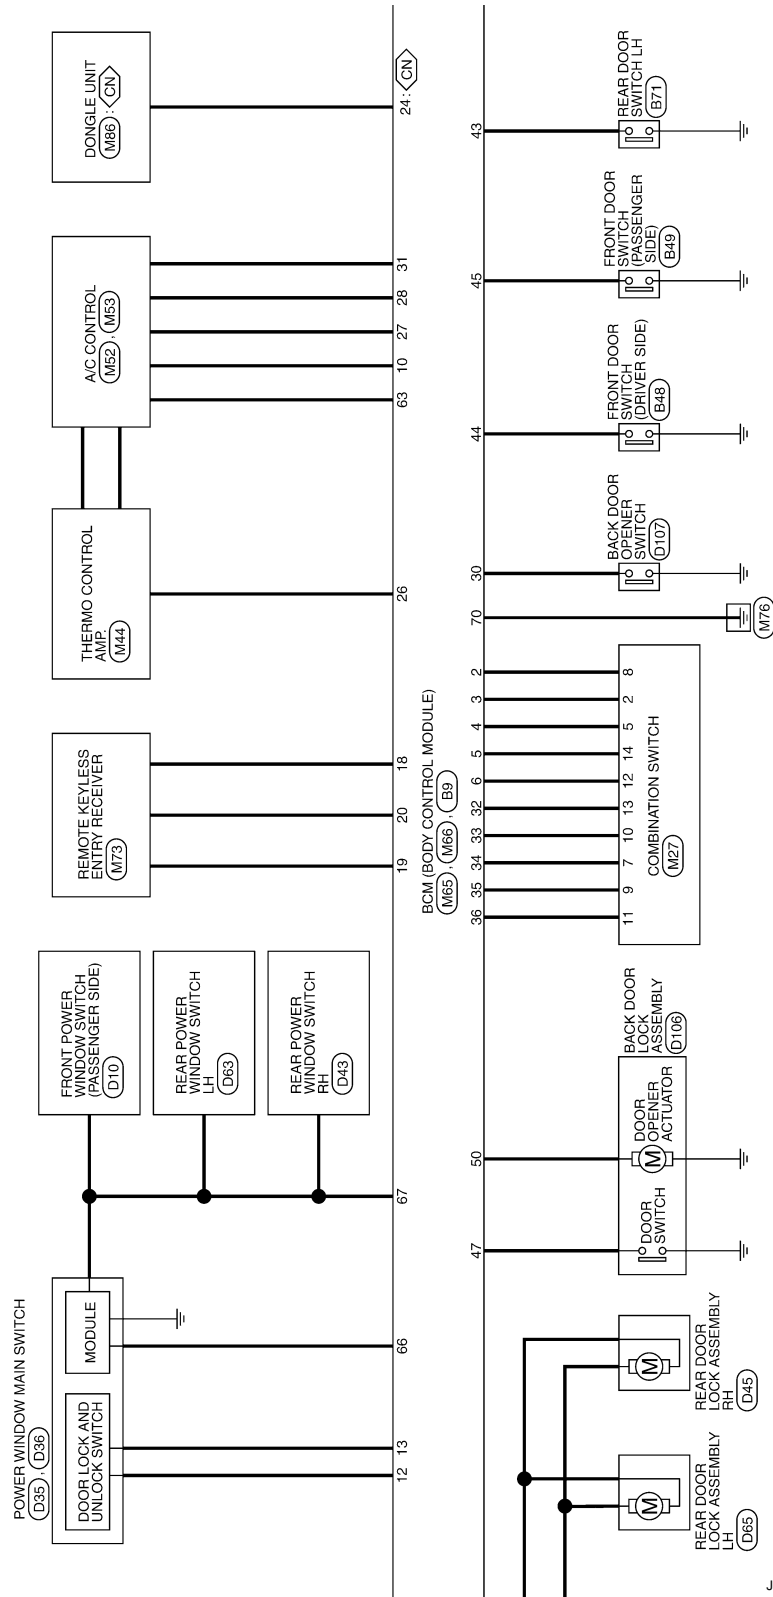 POWER WINDOW MAIN SWITCH
D35 , D36
DOOR LOCK AND
UNLOCK SWITCH
MODULE
12
13
66
67
FRONT POWER
WINDOW SWITCH
(PASSENGER SIDE)
D10
REAR POWER
WINDOW SWITCH
LH
D63
REAR POWER
WINDOW SWITCH
RH
D43
REMOTE KEYLESS
ENTRY RECEIVER
M73
19
20
18
THERMO CONTROL
AMP.
M44
26
A/C CONTROL
M52 , M53
63
10
27
28
31
DONGLE UNIT
M86 : CN
24 : CN
BCM (BODY CONTROL MODULE)
M65 , M66 , B9
47
50
36
35
34
33
32
6
5
4
3
2
70
30
44
45
43
REAR DOOR
LOCK ASSEMBLY
LH
D65
M
REAR DOOR
LOCK ASSEMBLY
RH
D45
M
DOOR
SWITCH
DOOR
OPENER
ACTUATOR
M
BACK DOOR
LOCK
ASSEMBLY
D106
11
9
7
10
13
12
14
5
2
8
COMBINATION SWITCH
M27
M76
BACK DOOR
OPENER
SWITCH
D107
FRONT DOOR
SWITCH
(DRIVER SIDE)
B48
FRONT DOOR
SWITCH
(PASSENGER
SIDE)
B49
REAR DOOR
SWITCH LH
B71
J